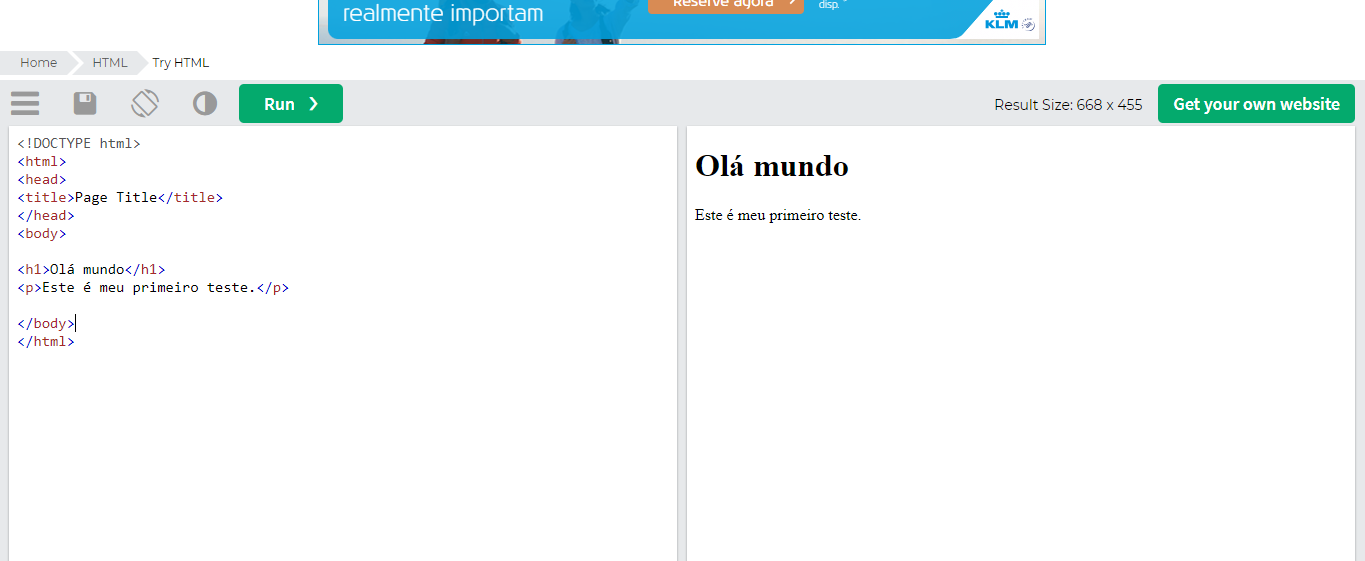 realmente importam
Reserve agora
disp.
KLM
Home
HTML
Try HTML
Run ❯
Result Size: 668 x 455
Get your own website
<!DOCTYPE html>
<html>
<head>
<title>Page Title</title>
</head>
<body>
<h1>Olá mundo</h1>
<p>Este é meu primeiro teste.</p>
</body>
</html>
Olá mundo
Este é meu primeiro teste.